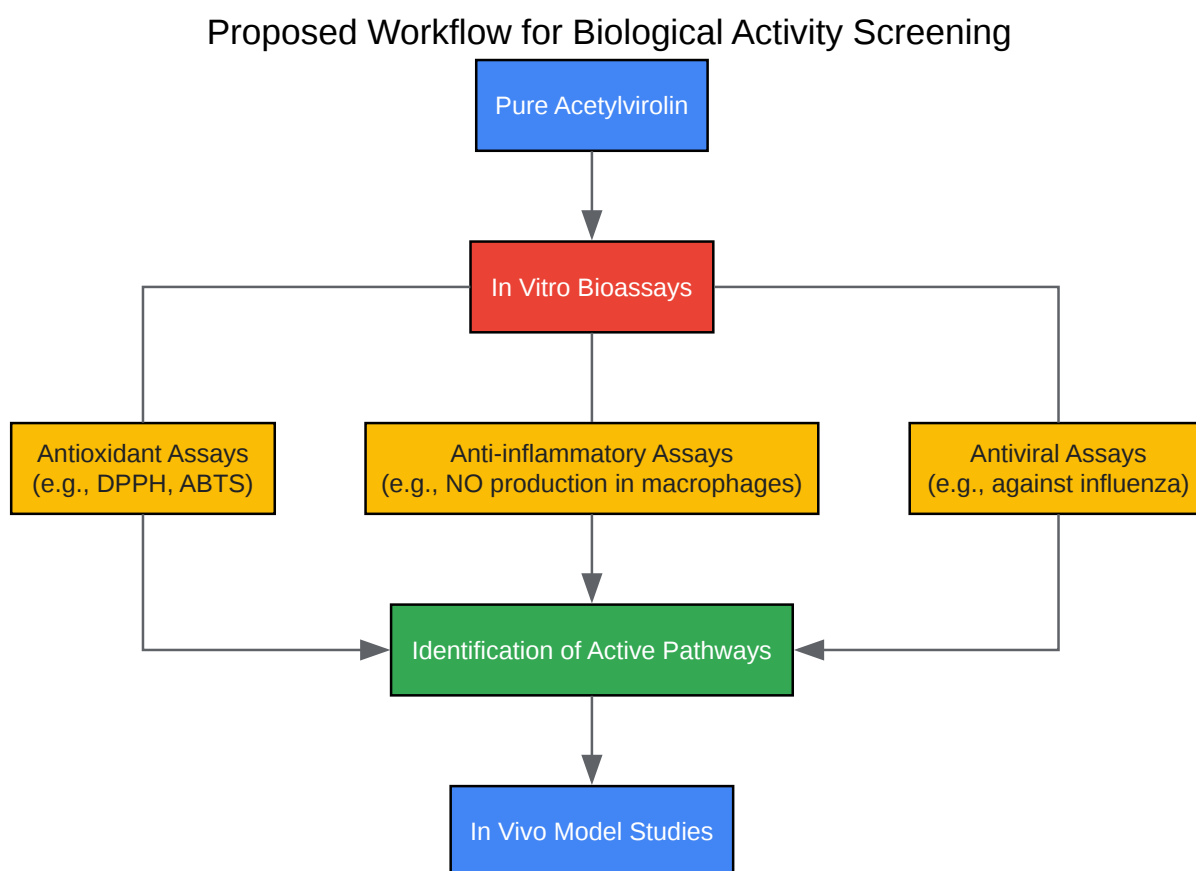 Proposed Workflow for Biological Activity Screening
Pure Acetylvirolin
In Vitro Bioassays
Antioxidant Assays
(e.g., DPPH, ABTS)
Anti-inflammatory Assays
(e.g., NO production in macrophages)
Antiviral Assays
(e.g., against influenza)
Identification of Active Pathways
In Vivo Model Studies